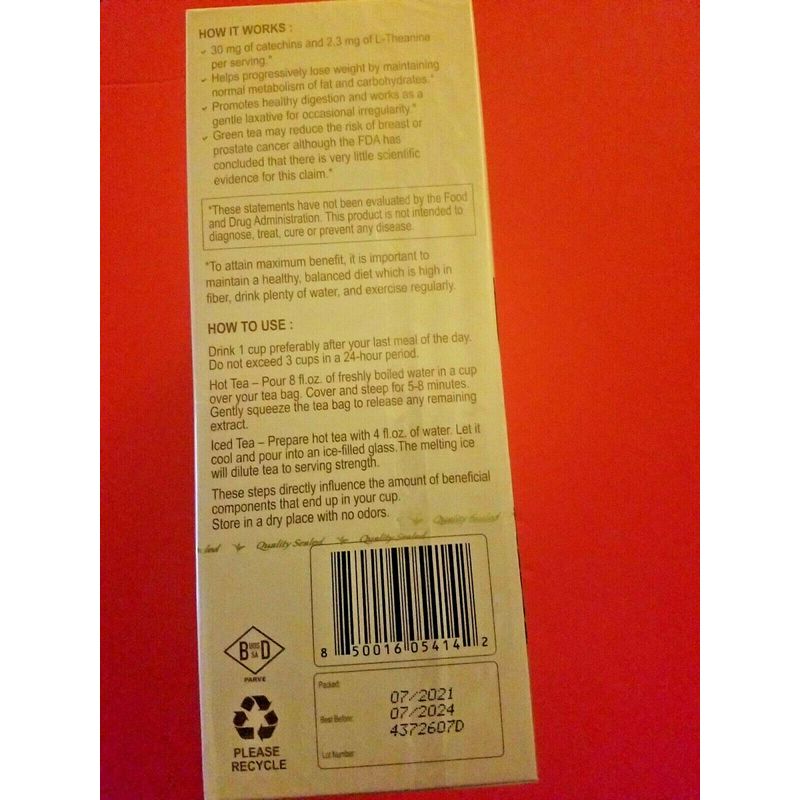 HOW IT WORKS :
✓ 30 mg of catechins and 2.3 mg of L-Theanine
per serving.*
✓ Helps progressively lose weight by maintaining
normal metabolism of fat and carbohydrates.*
✓ Promotes healthy digestion and works as a
gentle laxative for occasional irregularity.*
✓ Green tea may reduce the risk of breast or
prostate cancer although the FDA has
concluded that there is very little scientific
evidence for this claim.*
*These statements have not been evaluated by the Food
and Drug Administration. This product is not intended to
diagnose, treat, cure or prevent any disease.
*To attain maximum benefit, it is important to
maintain a healthy, balanced diet which is high in
fiber, drink plenty of water, and exercise regularly.
HOW TO USE :
Drink 1 cup preferably after your last meal of the day.
Do not exceed 3 cups in a 24-hour period.
Hot Tea – Pour 8 fl.oz. of freshly boiled water in a cup
over your tea bag. Cover and steep for 5-8 minutes.
Gently squeeze the tea bag to release any remaining
extract.
Iced Tea – Prepare hot tea with 4 fl.oz. of water. Let it
cool and pour into an ice-filled glass.The melting ice
will dilute tea to serving strength.
These steps directly influence the amount of beneficial
components that end up in your cup.
Store in a dry place with no odors.
Quality Sealed Quality Sealed Quality Sealed
8 50016 05414 2
B D
PARVE
PLEASE
RECYCLE
Packed: 07/2021
Best Before: 07/2024
4372607D
Lot Number: